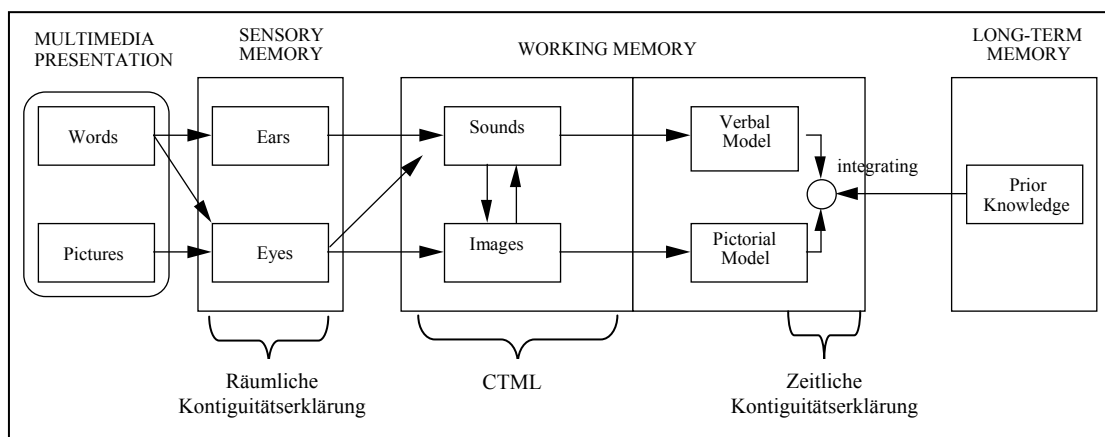 MULTIMEDIA
PRESENTATION
SENSORY
MEMORY
WORKING MEMORY
LONG-TERM
MEMORY
Words
Ears
Sounds
Verbal
Model
integrating
Prior
Knowledge
Pictures
Eyes
Images
Pictorial
Model
Räumliche
Kontiguitätserklärung
CTML
Zeitliche
Kontiguitätserklärung